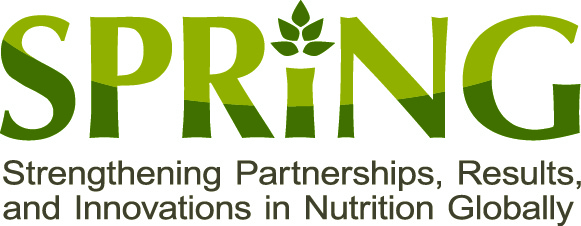 SPRiNG
Strengthening Partnerships, Results,
and Innovations in Nutrition Globally